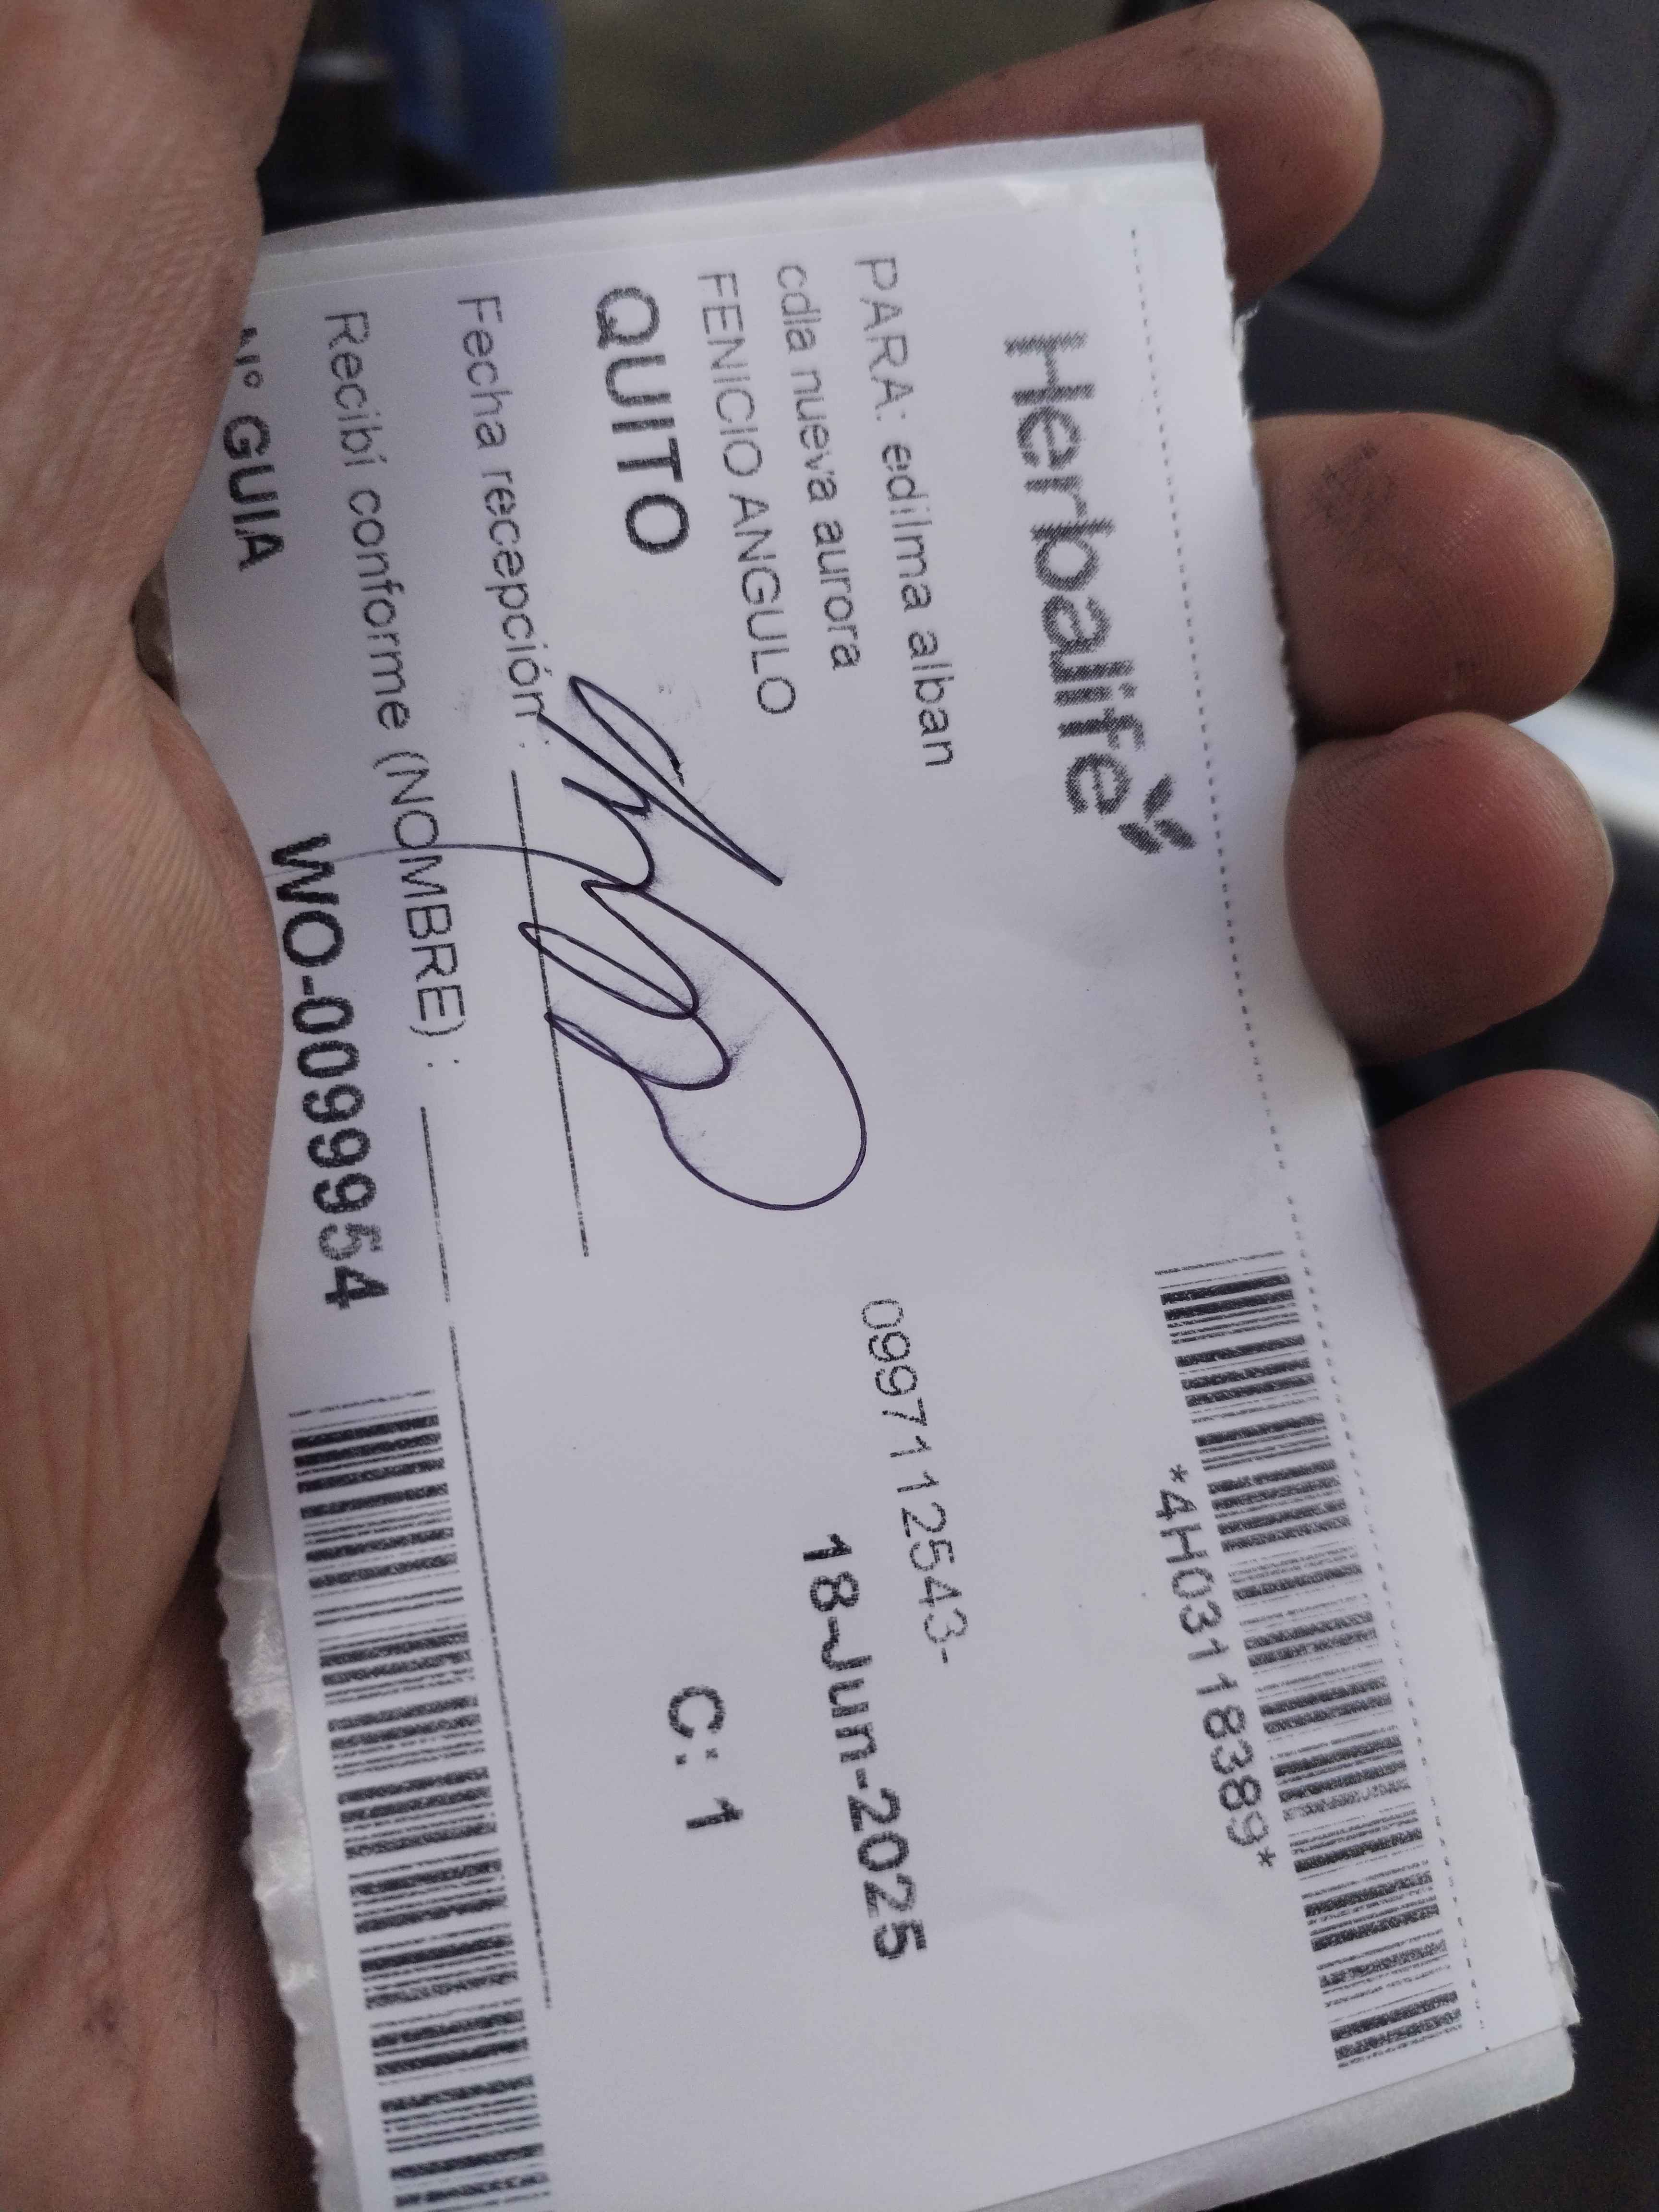 Herbalife
*4H03118389*
PARA: edilma alban 0997112543-
cdla nueva aurora 18-Jun-2025
FENICIO ANGULO
QUITO C: 1
Fecha recepción :
Recibí conforme (NOMBRE) :
N° GUIA WO-0099954